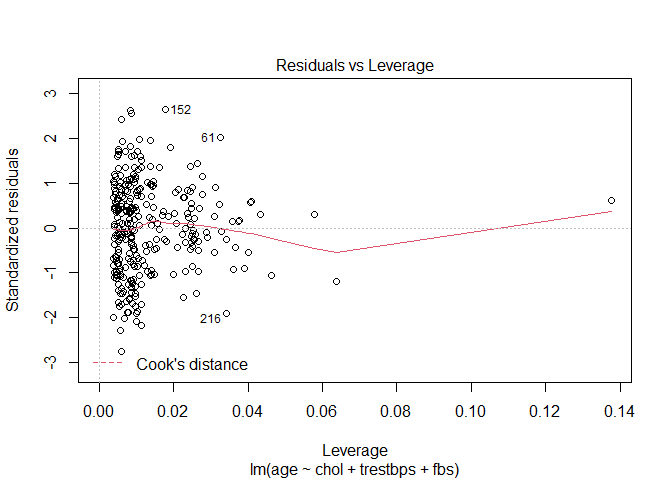 Residuals vs Leverage
Standardized residuals
3
2
1
0
-1
-2
-3
152
61
216
Cook's distance
0.00 0.02 0.04 0.06 0.08 0.10 0.12 0.14
Leverage
lm(age ~ chol + trestbps + fbs)